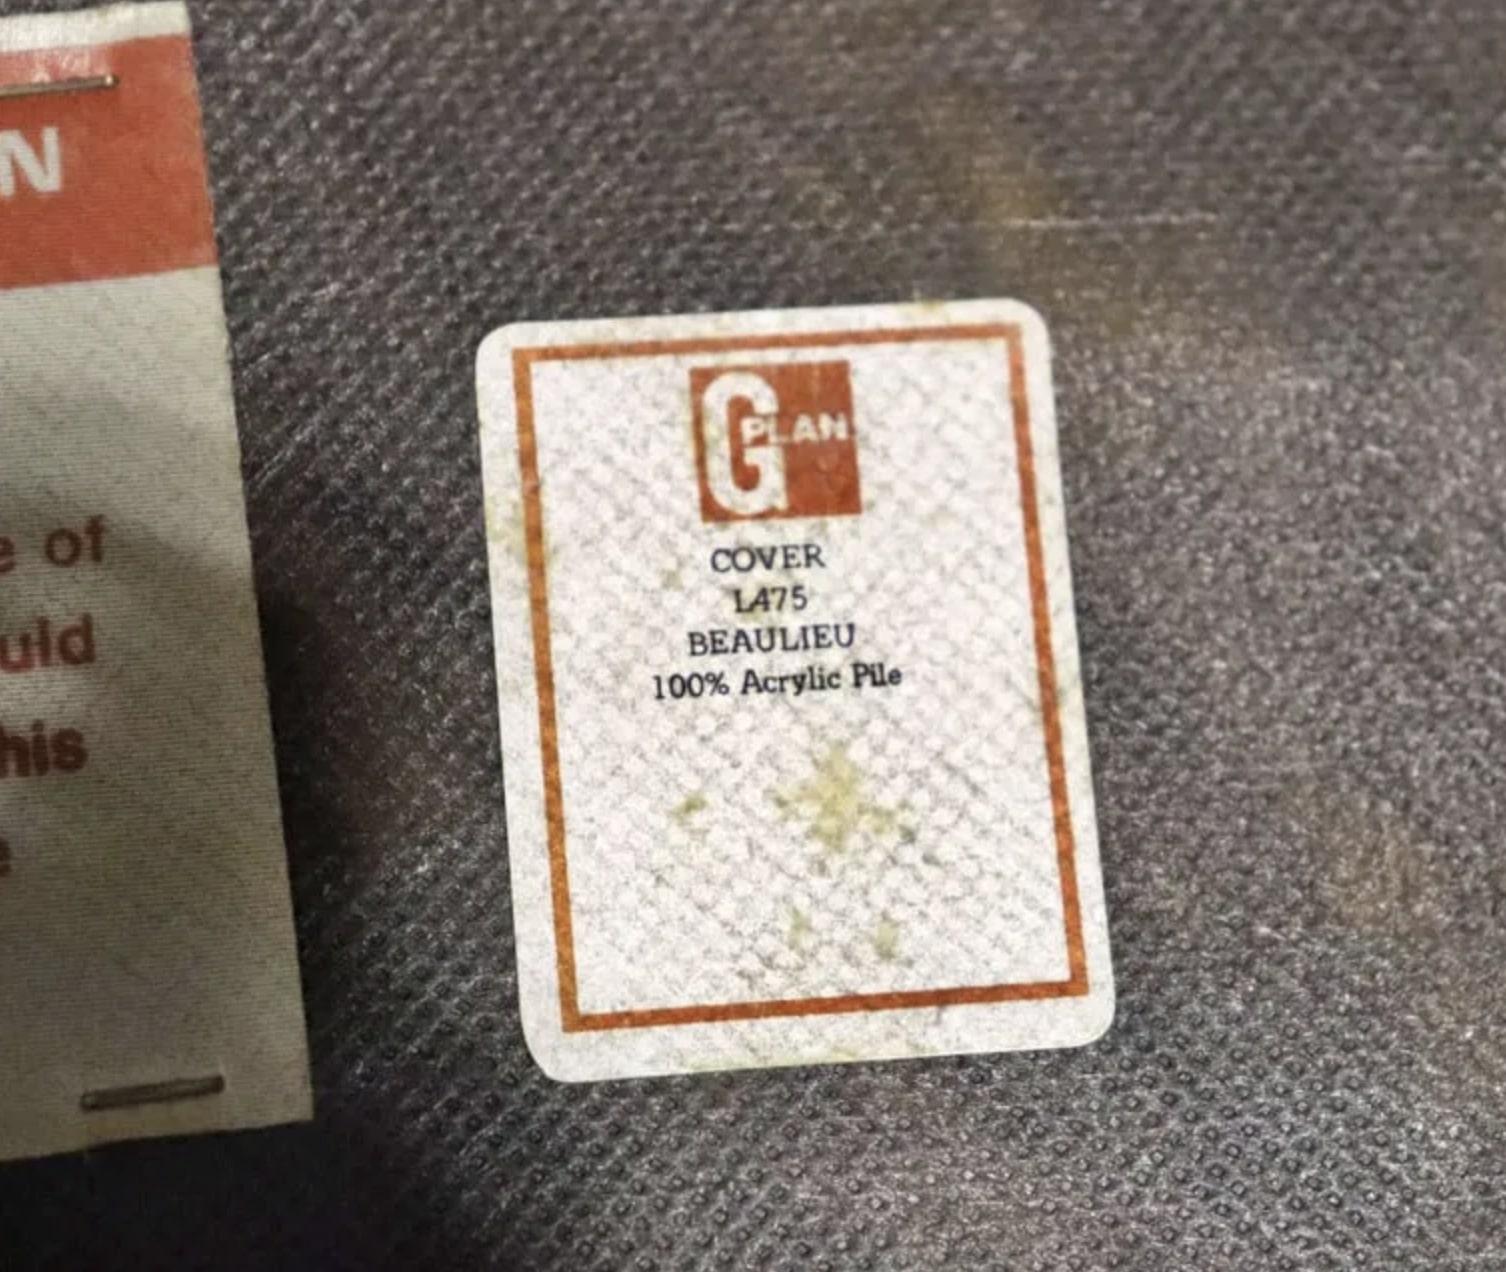 N
e of
uld
his
e
G PLAN
COVER
L475
BEAULIEU
100% Acrylic Pile